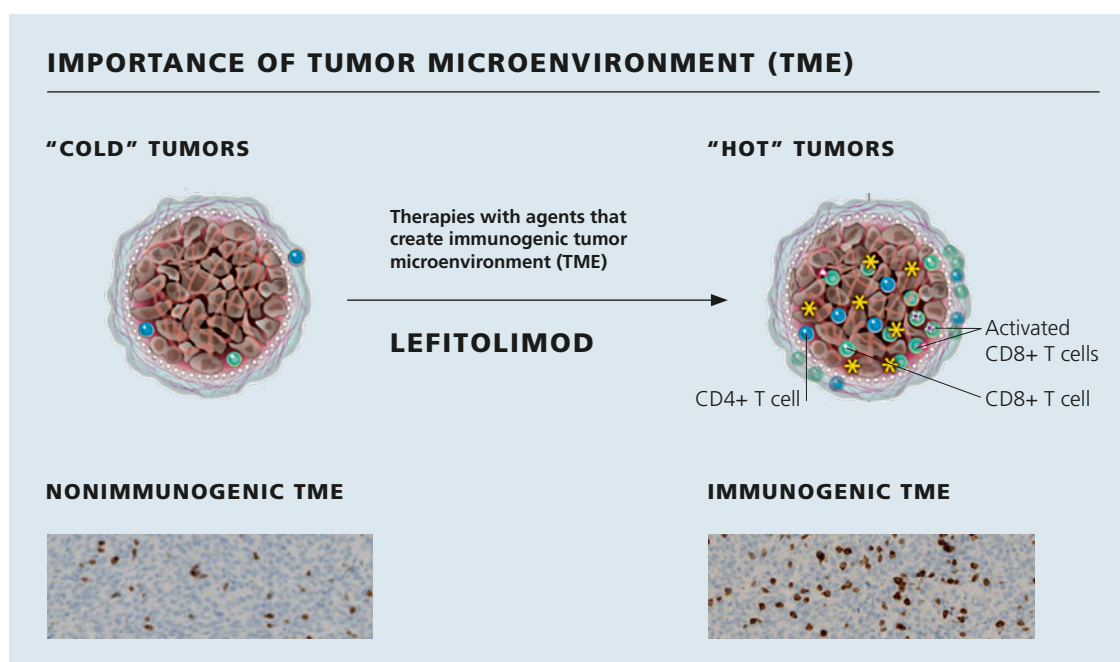 IMPORTANCE OF TUMOR MICROENVIRONMENT (TME)
“COLD” TUMORS
“HOT” TUMORS
Therapies with agents that
create immunogenic tumor
microenvironment (TME)
LEFITOLIMOD
Activated
CD8+ T cells
CD4+ T cell
CD8+ T cell
NONIMMUNOGENIC TME
IMMUNOGENIC TME